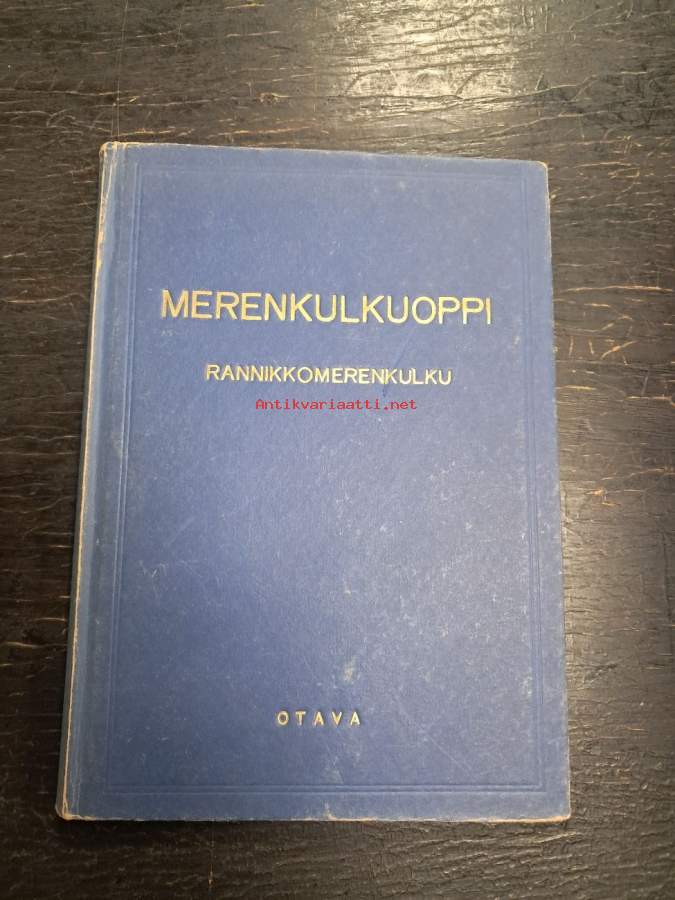 MERENKULKUOPPI
RANNIKKOMERENKULKU
Antikvariaatti.net
OTAVA